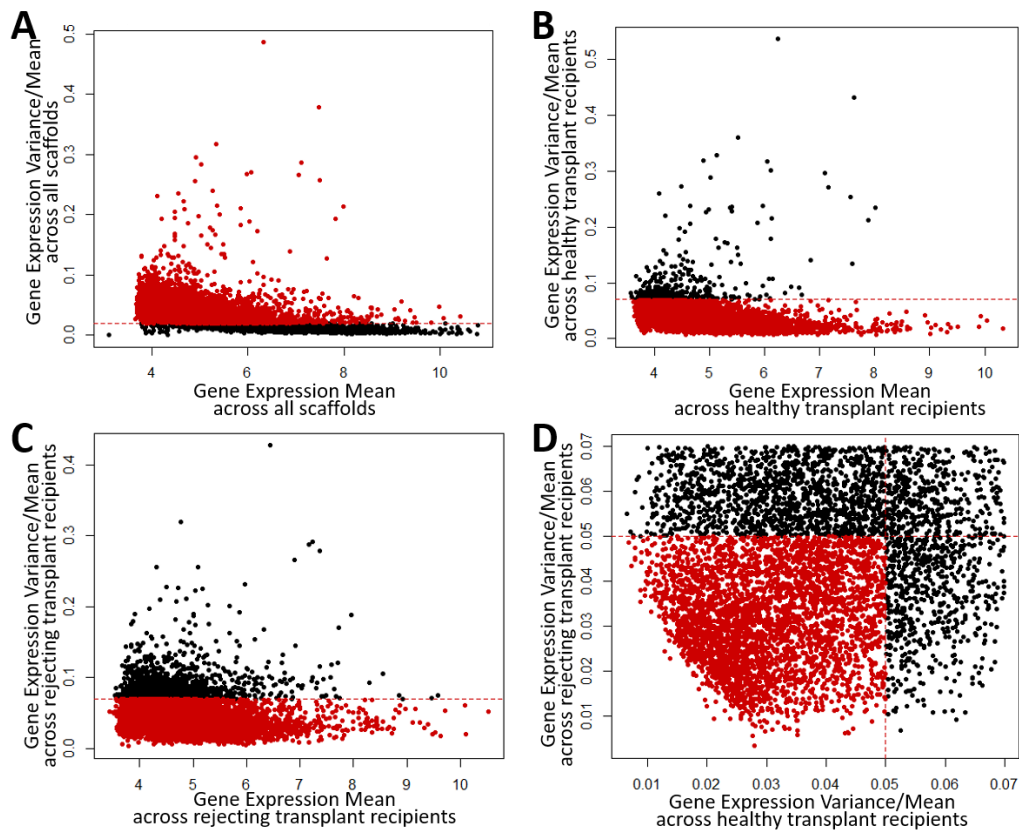 A
Gene Expression Variance/Mean
across all scaffolds
0.5
0.4
0.3
0.2
0.1
0.0
4 6 8 10
Gene Expression Mean
across all scaffolds
B
Gene Expression Variance/Mean
across healthy transplant recipients
0.5
0.4
0.3
0.2
0.1
0.0
4 5 6 7 8 9 10
Gene Expression Mean
across healthy transplant recipients
C
Gene Expression Variance/Mean
across rejecting transplant recipients
0.4
0.3
0.2
0.1
0.0
4 5 6 7 8 9 10
Gene Expression Mean
across rejecting transplant recipients
D
Gene Expression Variance/Mean
across rejecting transplant recipients
0.07
0.06
0.05
0.04
0.03
0.02
0.01
0.01 0.02 0.03 0.04 0.05 0.06 0.07
Gene Expression Variance/Mean
across healthy transplant recipients